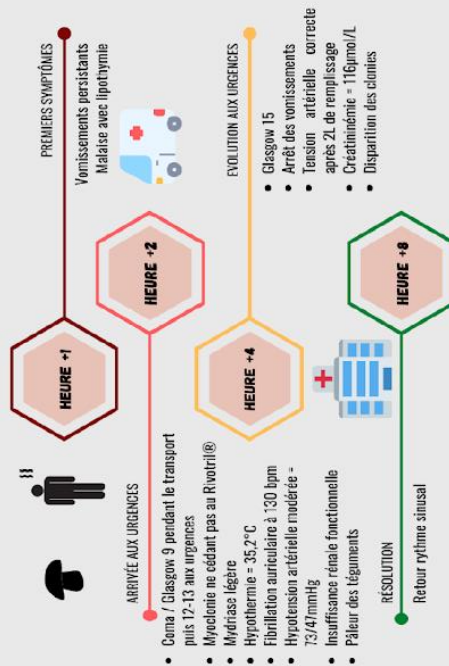 HEURE +1
PREMIERS SYMPTÔMES
Vomissements persistants
Malaise avec lipothymie
HEURE +2
ARRIVÉE AUX URGENCES
• Coma / Glasgow 9 pendant le transport
puis 12-13 aux urgences
• Myoclonie ne cédant pas au Rivotril®
• Mydriase légère
• Hypothermie = 35,2°C
• Fibrillation auriculaire à 130 bpm
• Hypotension artérielle modérée =
73/47mmHg
• Insuffisance rénale fonctionnelle
• Pâleur des téguments
HEURE +4
EVOLUTION AUX URGENCES
• Glasgow 15
• Arrêt des vomissements
• Tension artérielle correcte
après 2L de remplissage
• Créatininémie = 116µmol/L
• Disparition des clonies
HEURE +8
RÉSOLUTION
Retour rythme sinusal